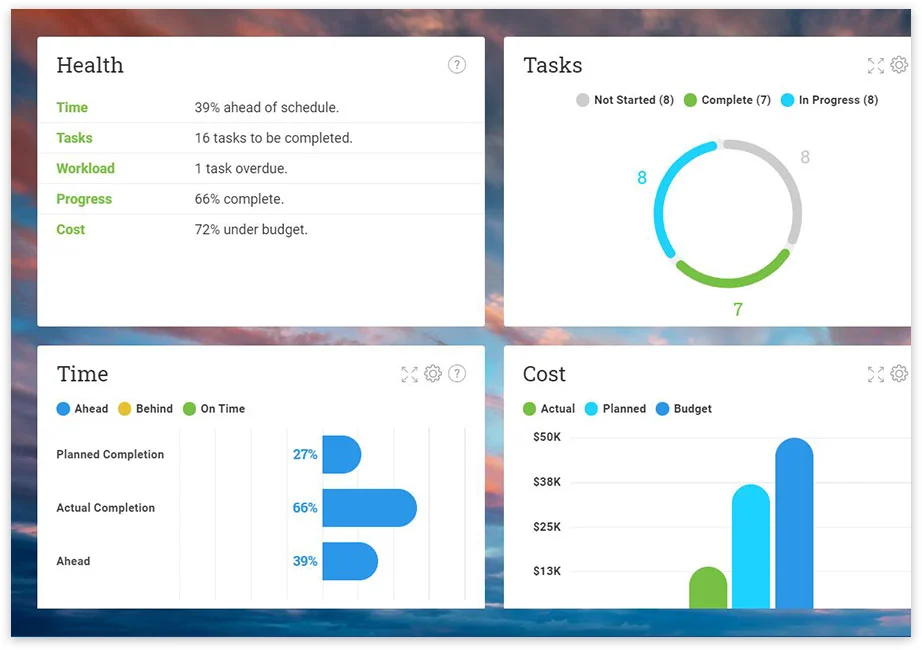 Health
?
Time 39% ahead of schedule.
Tasks 16 tasks to be completed.
Workload 1 task overdue.
Progress 66% complete.
Cost 72% under budget.
Tasks
Not Started (8) Complete (7) In Progress (8)
8
8
7
Time
?
Ahead Behind On Time
Planned Completion 27%
Actual Completion 66%
Ahead 39%
Cost
Actual Planned Budget
$50K
$38K
$25K
$13K